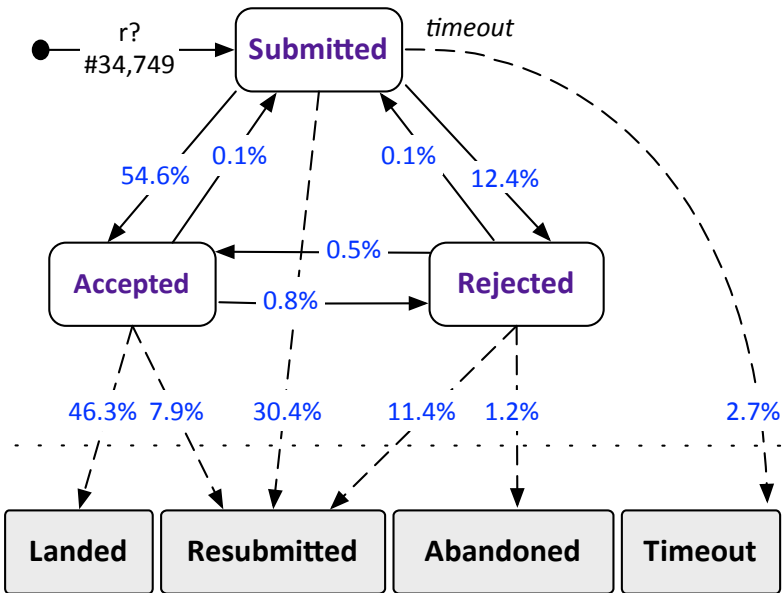 r?
#34,749
Submitted
timeout
54.6%
0.1%
0.1%
12.4%
Accepted
0.5%
0.8%
Rejected
46.3%
7.9%
30.4%
11.4%
1.2%
2.7%
Landed
Resubmitted
Abandoned
Timeout